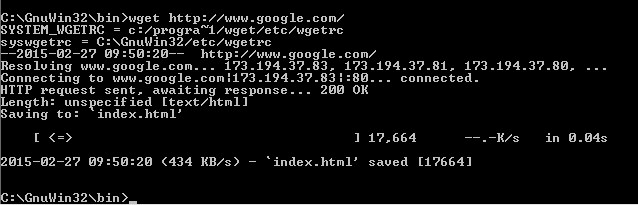 C:\GnuWin32\bin>wget http://www.google.com/
SYSTEM_WGETRC = c:/progra~1/wget/etc/wgetrc
syswgetrc = C:\GnuWin32/etc/wgetrc
--2015-02-27 09:50:20--  http://www.google.com/
Resolving www.google.com... 173.194.37.83, 173.194.37.81, 173.194.37.80, ...
Connecting to www.google.com|173.194.37.83|:80... connected.
HTTP request sent, awaiting response... 200 OK
Length: unspecified [text/html]
Saving to: `index.html'
[ <=> ] 17,664 --.-K/s in 0.04s
2015-02-27 09:50:20 (434 KB/s) - `index.html' saved [17664]
C:\GnuWin32\bin>_